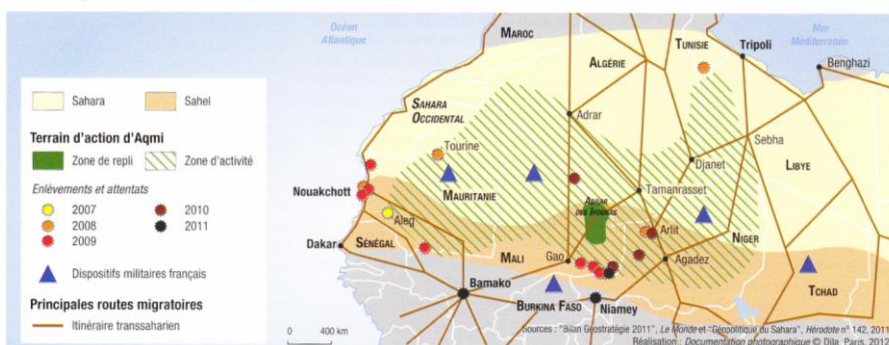 Océan
Atlantique
Mer
Méditerranée
MAROC
TUNISIE
Tripoli
Benghazi
ALGÉRIE
SAHARA
OCCIDENTAL
Adrar
Sebha
LIBYE
Tourine
Djanet
Tamanrasset
MAURITANIE
Nouakchott
ADRAR
DES IFOGHAS
Aleg
Arlit
NIGER
Dakar
SÉNÉGAL
MALI
Gao
Agadez
TCHAD
Bamako
BURKINA FASO
Niamey
Sahara
Sahel
Terrain d'action d'Aqmi
Zone de repli
Zone d'activité
Enlèvements et attentats
2007
2010
2008
2011
2009
Dispositifs militaires français
Principales routes migratoires
Itinéraire transsaharien
0 400 km
Sources : "Bilan Géostratégie 2011", Le Monde et "Géopolitique du Sahara", Hérodote n° 142, 2011
Réalisation : Documentation photographique © Dila, Paris, 2012